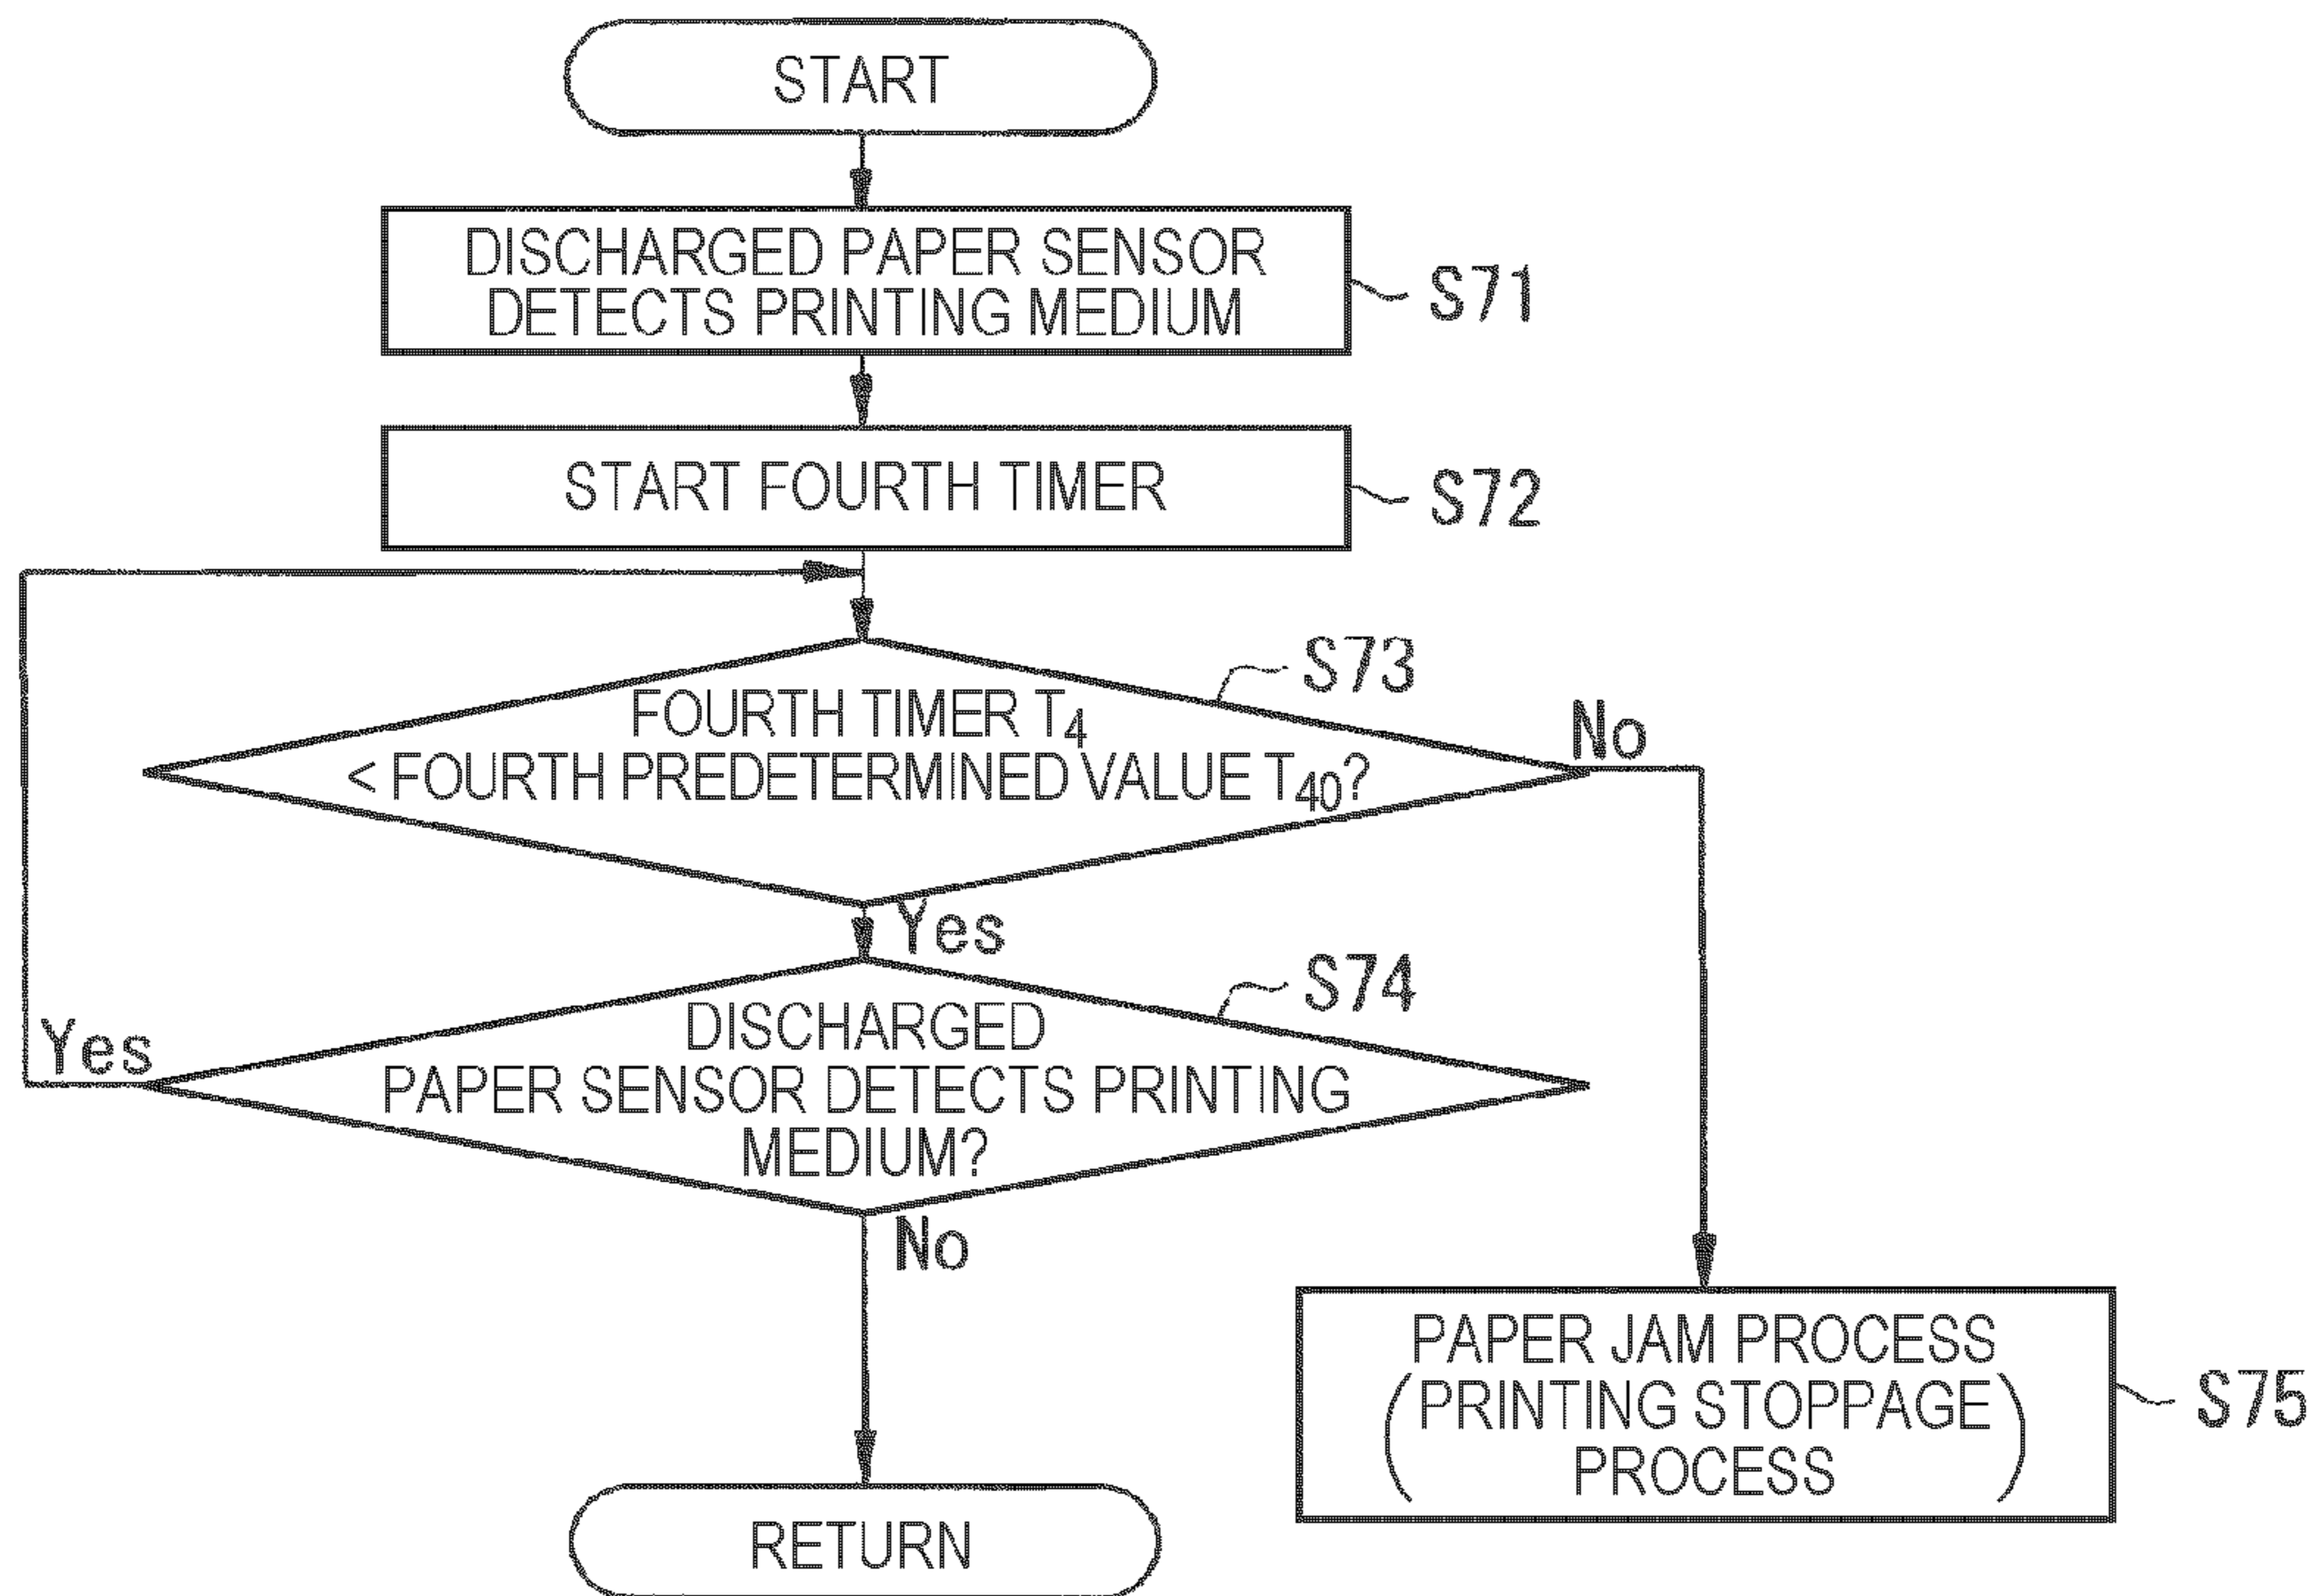 START
DISCHARGED PAPER SENSOR
DETECTS PRINTING MEDIUM
S71
START FOURTH TIMER
S72
S73
FOURTH TIMER T4
< FOURTH PREDETERMINED VALUE T40?
No
Yes
S74
DISCHARGED
PAPER SENSOR DETECTS PRINTING
MEDIUM?
Yes
No
PAPER JAM PROCESS
(PRINTING STOPPAGE
PROCESS)
S75
RETURN